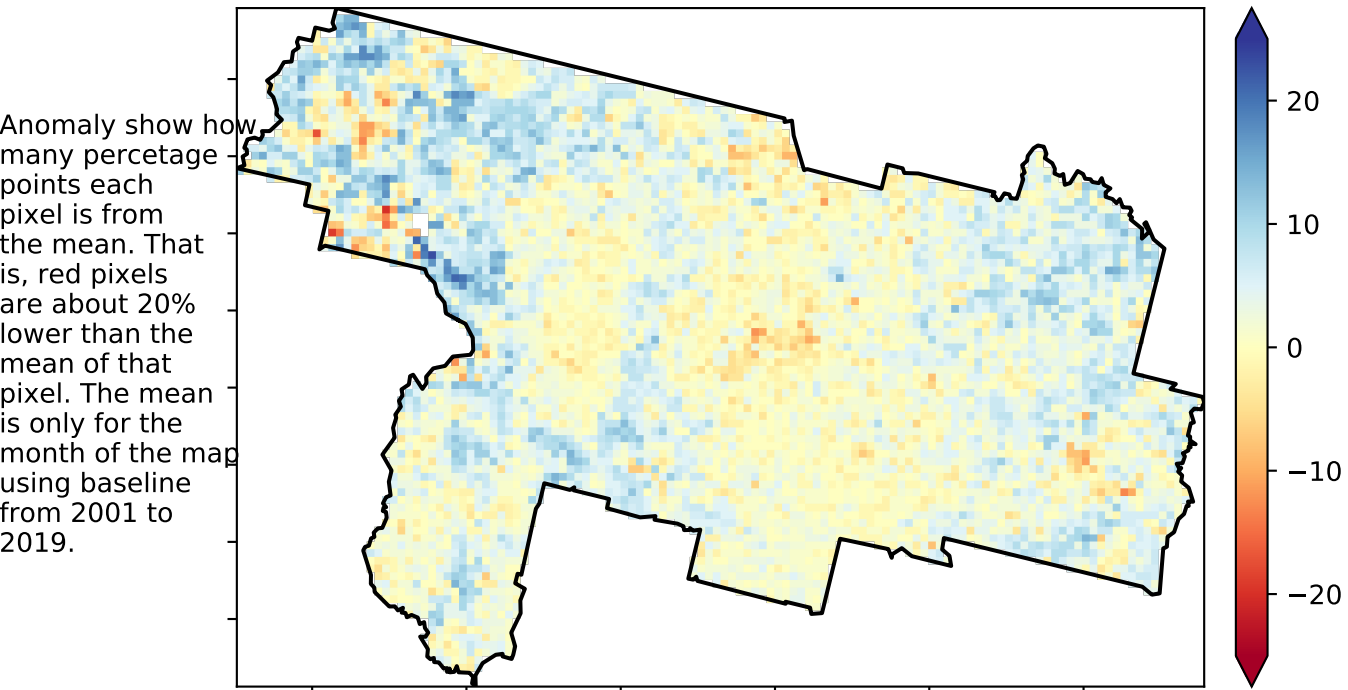 Anomaly show how
many percetage
points each
pixel is from
the mean. That
is, red pixels
are about 20%
lower than the
mean of that
pixel. The mean
is only for the
month of the map
using baseline
from 2001 to
2019.
20
10
0
−10
−20